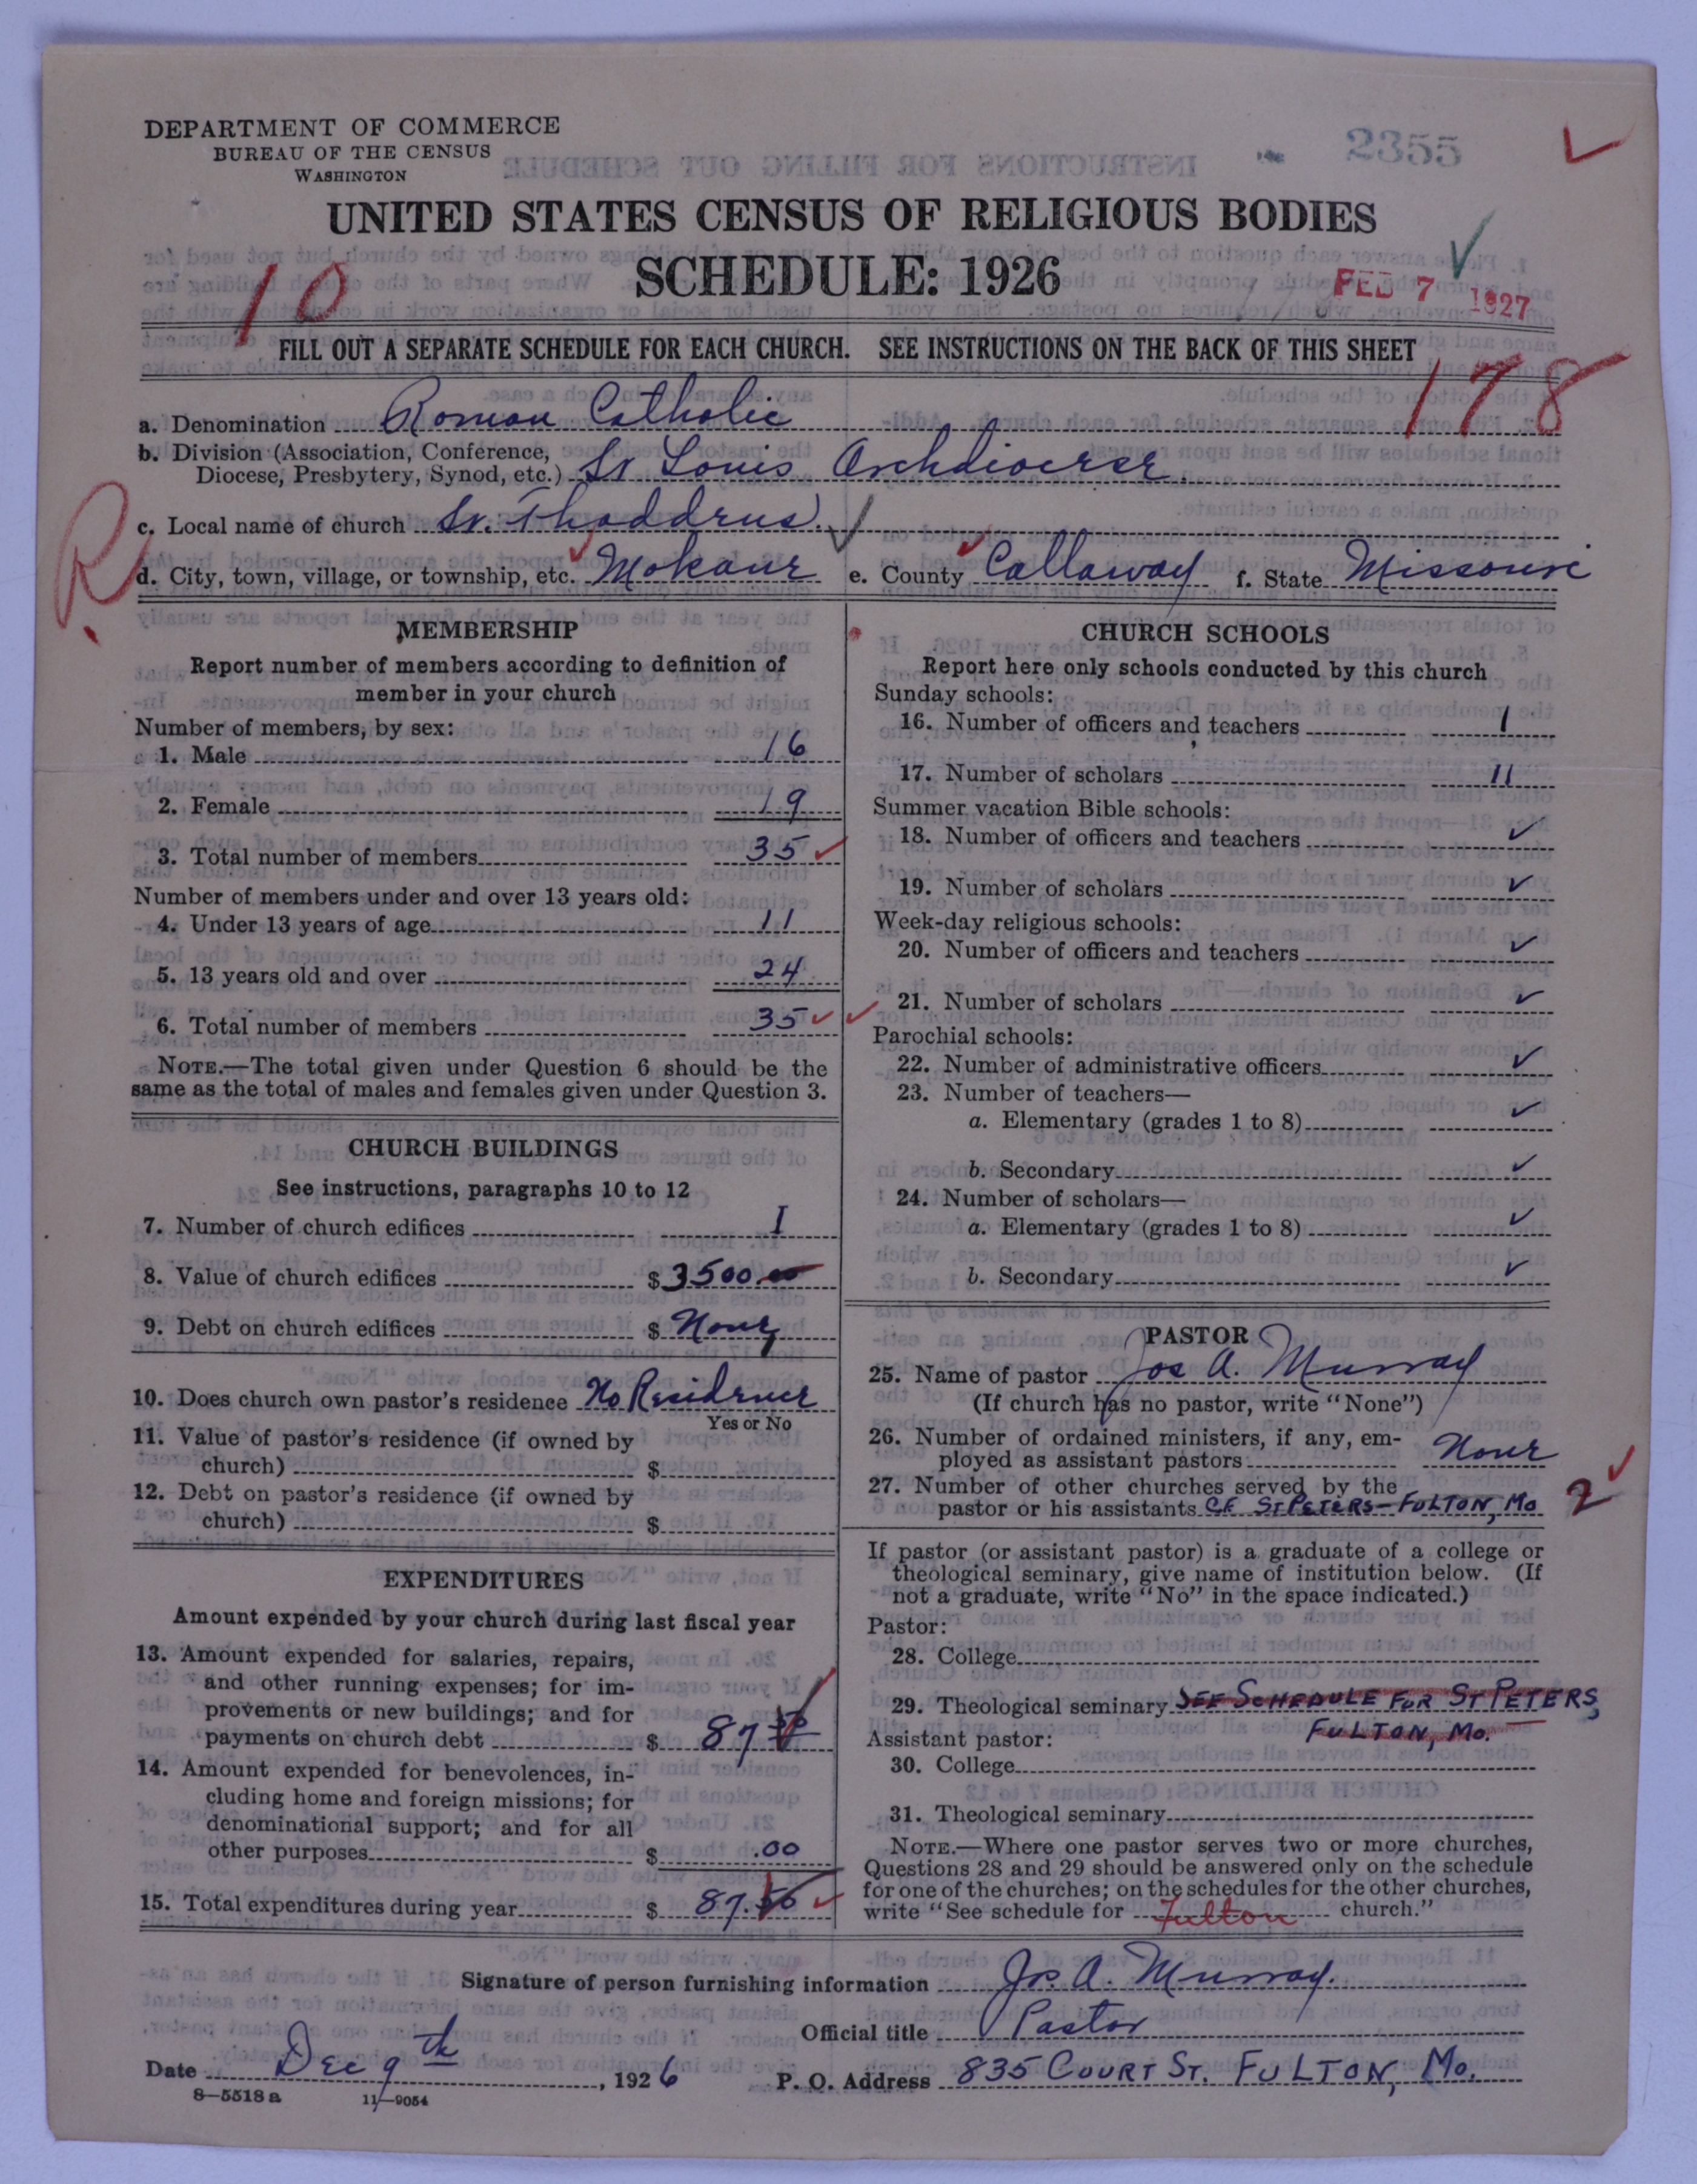 DEPARTMENT OF COMMERCE
BUREAU OF THE CENSUS
WASHINGTON
2355
UNITED STATES CENSUS OF RELIGIOUS BODIES
SCHEDULE: 1926
10
FEB 7 1927
FILL OUT A SEPARATE SCHEDULE FOR EACH CHURCH. SEE INSTRUCTIONS ON THE BACK OF THIS SHEET
178
a. Denomination Roman Catholic
b. Division (Association, Conference,
Diocese, Presbytery, Synod, etc.) St Louis Archdiocese
c. Local name of church St. Thaddeus.
R
d. City, town, village, or township, etc. Mokane e. County Callaway f. State Missouri
MEMBERSHIP
Report number of members according to definition of
member in your church
Number of members, by sex:
1. Male 16
2. Female 19
3. Total number of members 35
Number of members under and over 13 years old:
4. Under 13 years of age 11
5. 13 years old and over 24
6. Total number of members 35
NOTE.—The total given under Question 6 should be the
same as the total of males and females given under Question 3.
CHURCH BUILDINGS
See instructions, paragraphs 10 to 12
7. Number of church edifices 1
8. Value of church edifices $3500.00
9. Debt on church edifices $ None
10. Does church own pastor's residence No Residence
Yes or No
11. Value of pastor's residence (if owned by
church) $
12. Debt on pastor's residence (if owned by
church) $
EXPENDITURES
Amount expended by your church during last fiscal year
13. Amount expended for salaries, repairs,
and other running expenses; for im-
provements or new buildings; and for
payments on church debt $ 87.50
14. Amount expended for benevolences, in-
cluding home and foreign missions; for
denominational support; and for all
other purposes $ .00
15. Total expenditures during year $ 87.50
CHURCH SCHOOLS
Report here only schools conducted by this church
Sunday schools:
16. Number of officers and teachers 1
17. Number of scholars 11
Summer vacation Bible schools:
18. Number of officers and teachers
19. Number of scholars
Week-day religious schools:
20. Number of officers and teachers
21. Number of scholars
Parochial schools:
22. Number of administrative officers
23. Number of teachers—
a. Elementary (grades 1 to 8)
b. Secondary
24. Number of scholars—
a. Elementary (grades 1 to 8)
b. Secondary
PASTOR
25. Name of pastor Jos A. Murray
(If church has no pastor, write "None")
26. Number of ordained ministers, if any, em-
ployed as assistant pastors None
27. Number of other churches served by the
pastor or his assistants CF ST PETERS—FULTON, MO 2
If pastor (or assistant pastor) is a graduate of a college or
theological seminary, give name of institution below. (If
not a graduate, write "No" in the space indicated.)
Pastor:
28. College
29. Theological seminary SEE SCHEDULE FOR ST PETERS
FULTON, MO.
Assistant pastor:
30. College
31. Theological seminary
NOTE.—Where one pastor serves two or more churches,
Questions 28 and 29 should be answered only on the schedule
for one of the churches; on the schedules for the other churches,
write "See schedule for Fulton church."
Signature of person furnishing information Jos. A. Murray.
Official title Pastor
Date Dec 9th, 1926
P. O. Address 835 COURT ST. FULTON, MO.
8—5518a 11—9054